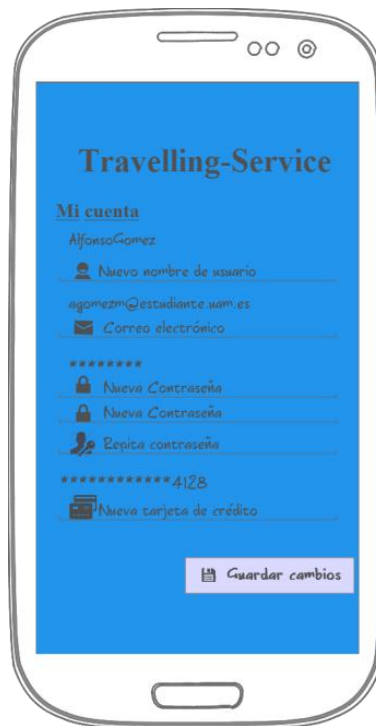 Travelling-Service
Mi cuenta
AlfonsoGomez
Nuevo nombre de usuario
agomezm@estudiante.uam.es
Correo electrónico
********
Nueva Contraseña
Nueva Contraseña
Repita contraseña
************4128
Nueva tarjeta de crédito
Guardar cambios